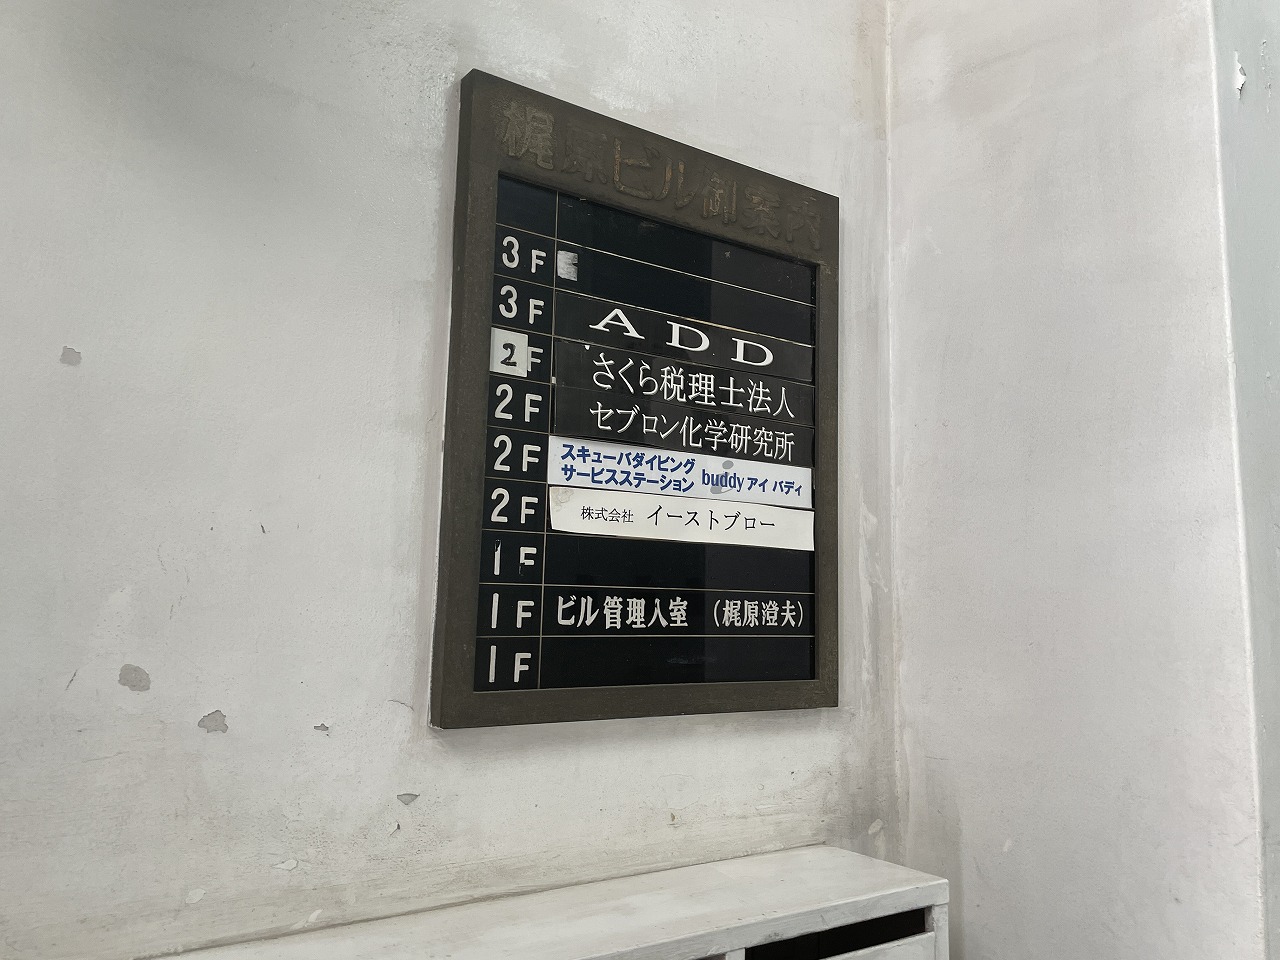 梶原ビル御案内
3F
3F ADD
2F さくら税理士法人
2F セブロン化学研究所
2F スキューバダイビング
サービスステーション buddy アイ バディ
2F 株式会社 イーストブロー
1F
1F ビル管理人室 (梶原澄夫)
1F